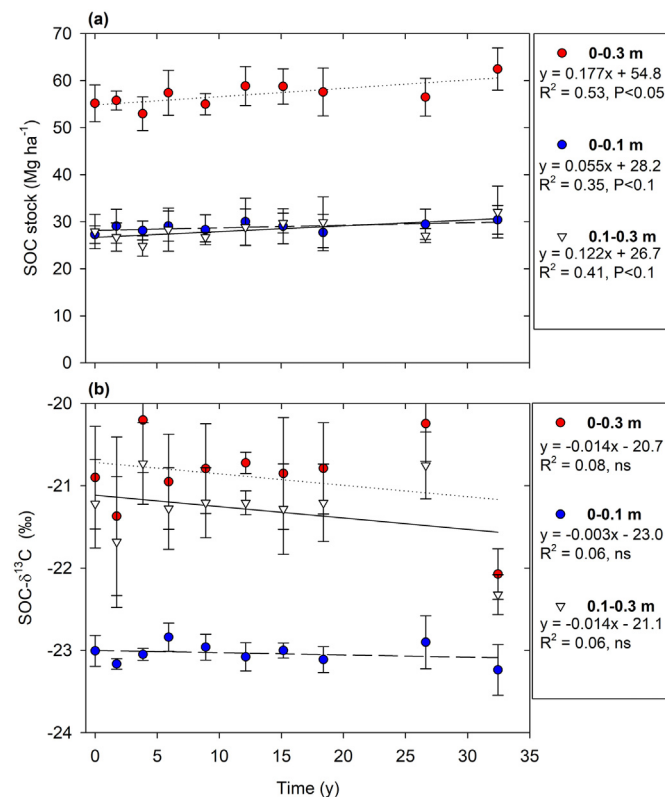 (a)
70
60
50
40
30
20
10
0
SOC stock (Mg ha⁻¹)
0-0.3 m
y = 0.177x + 54.8
R² = 0.53, P<0.05
0-0.1 m
y = 0.055x + 28.2
R² = 0.35, P<0.1
0.1-0.3 m
y = 0.122x + 26.7
R² = 0.41, P<0.1
(b)
-20
-21
-22
-23
-24
SOC-δ¹³C (‰)
0-0.3 m
y = -0.014x - 20.7
R² = 0.08, ns
0-0.1 m
y = -0.003x - 23.0
R² = 0.06, ns
0.1-0.3 m
y = -0.014x - 21.1
R² = 0.06, ns
0 5 10 15 20 25 30 35
Time (y)